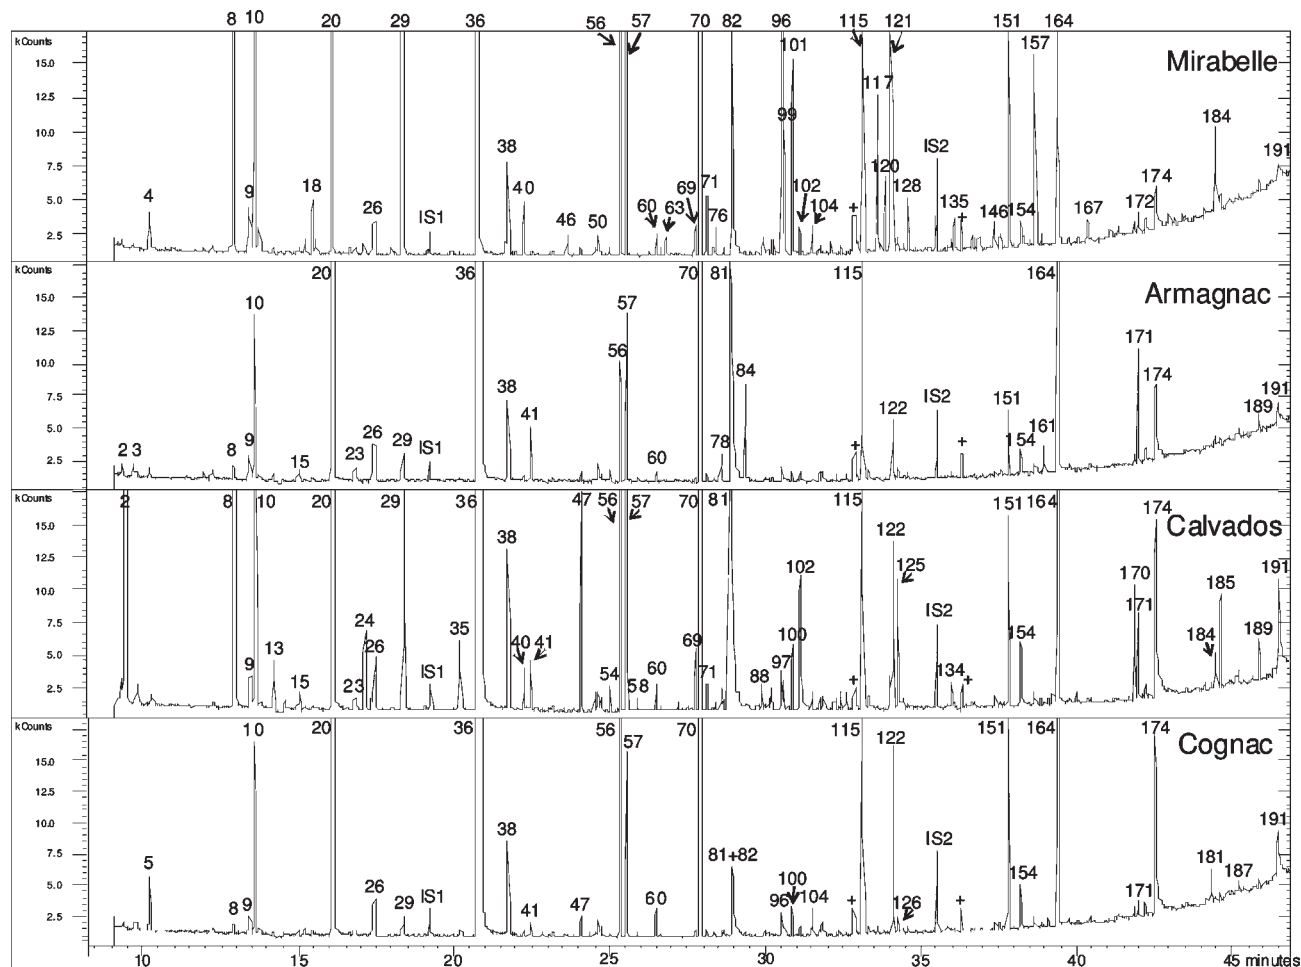 8 10 20 29 36 56 57 70 82 96 115 121 151 164
kCounts
101
157
Mirabelle
15.0
12.5
117
99
184
10.0
38
IS2
191
7.5
4 9 18 26 IS1 40 46 50 60 63 69 71 76 102 104 + 120 128 135 + 146 154 167 172 174
5.0
2.5
20 36 70 81 115 164
15.0
10
57
Armagnac
12.5
171
10.0
56
84
174
38
IS2
191
7.5
2 3 8 9 15 23 26 29 IS1 41 60 78 + 122 + 151 154 161 189
5.0
2.5
kCounts
2 8 10 20 29 36 47 56 57 70 81 115 151 164 174
15.0
Calvados
38
122
12.5
102
125
170
185
191
10.0
171
IS2
7.5
9 13 15 23 24 26 IS1 35 40 41 54 58 60 69 71 88 97 100 + 134 + 154 184 189
5.0
2.5
kCounts
10 20 36 56 57 70 115 122 151 164 174
Cognac
15.0
12.5
10.0
38
IS2
191
7.5
5 8 9 26 29 IS1 41 47 60 81+82 96 100 104 + 126 + 154 171 181 187
5.0
2.5
10 15 20 25 30 35 40 45 minutes